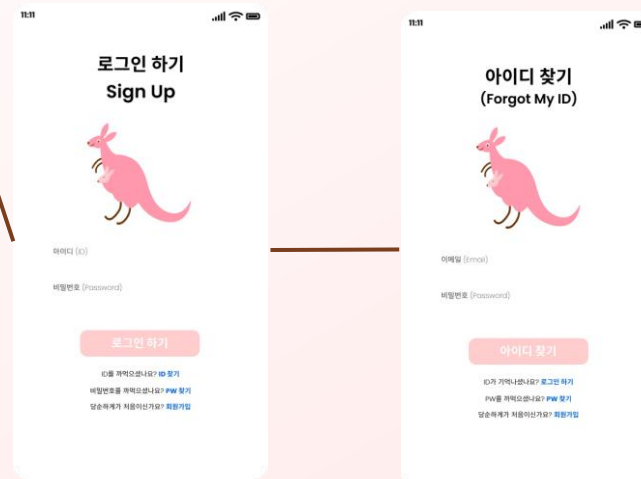 11:11
로그인 하기
Sign Up
아이디 (ID)
비밀번호 (Password)
로그인 하기
ID를 까먹으셨나요? ID 찾기
비밀번호를 까먹으셨나요? PW 찾기
당순하게가 처음이신가요? 회원가입
11:11
아이디 찾기
(Forgot My ID)
이메일 (Email)
비밀번호 (Password)
아이디 찾기
ID가 기억나셨나요? 로그인 하기
PW를 까먹으셨나요? PW 찾기
당순하게가 처음이신가요? 회원가입